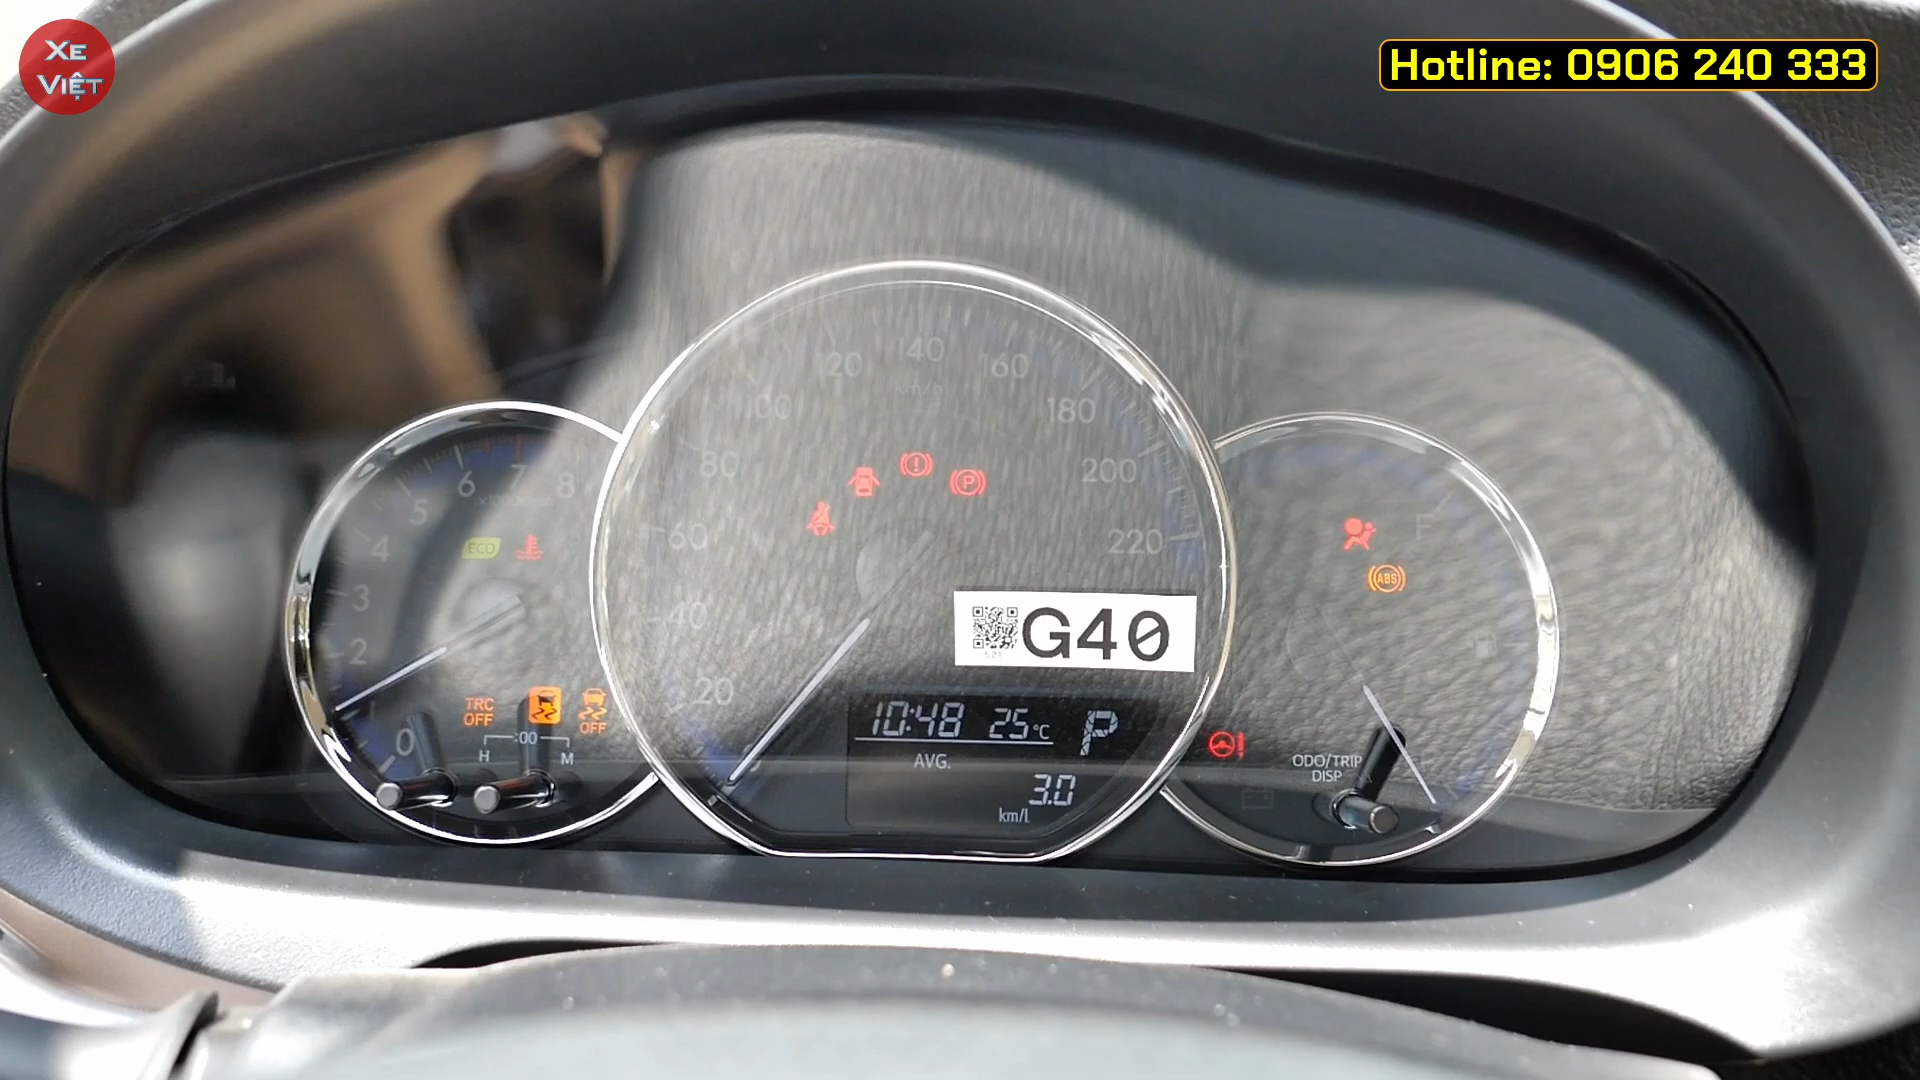 XE
VIỆT
Hotline: 0906 240 333
120
140
160
100
180
80
200
60
220
40
20
km/h
5
6
7
8
4
3
2
0
ECO
TRC
OFF
OFF
H
:00
M
P
G40
10:48 25°C P
AVG.
3.0
km/L
F
ABS
ODO/TRIP
DISP